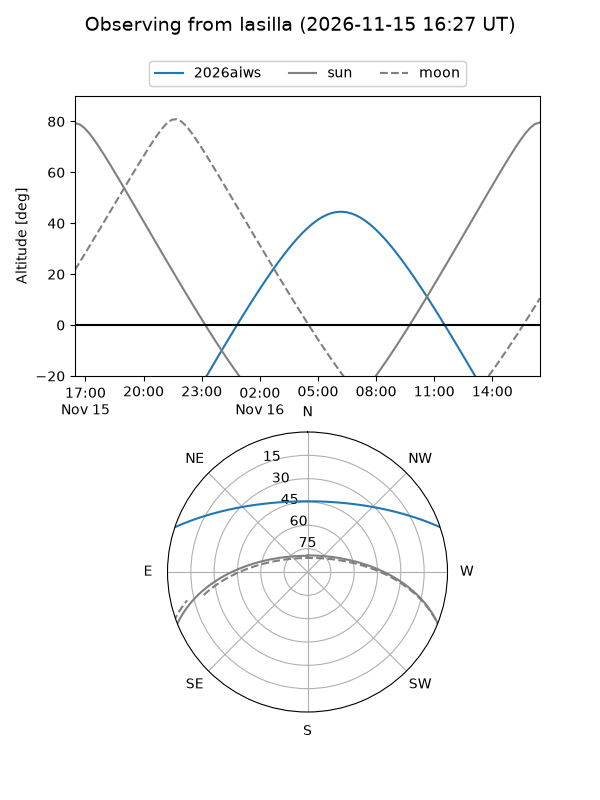 Observing from lasilla (2026-11-15 16:27 UT)
2026aiws sun moon
Altitude [deg]
80
60
40
20
0
−20
17:00 20:00 23:00 02:00 05:00 08:00 11:00 14:00
Nov 15 Nov 16
N
NE NW
15
30
45
60
75
E W
SE SW
S